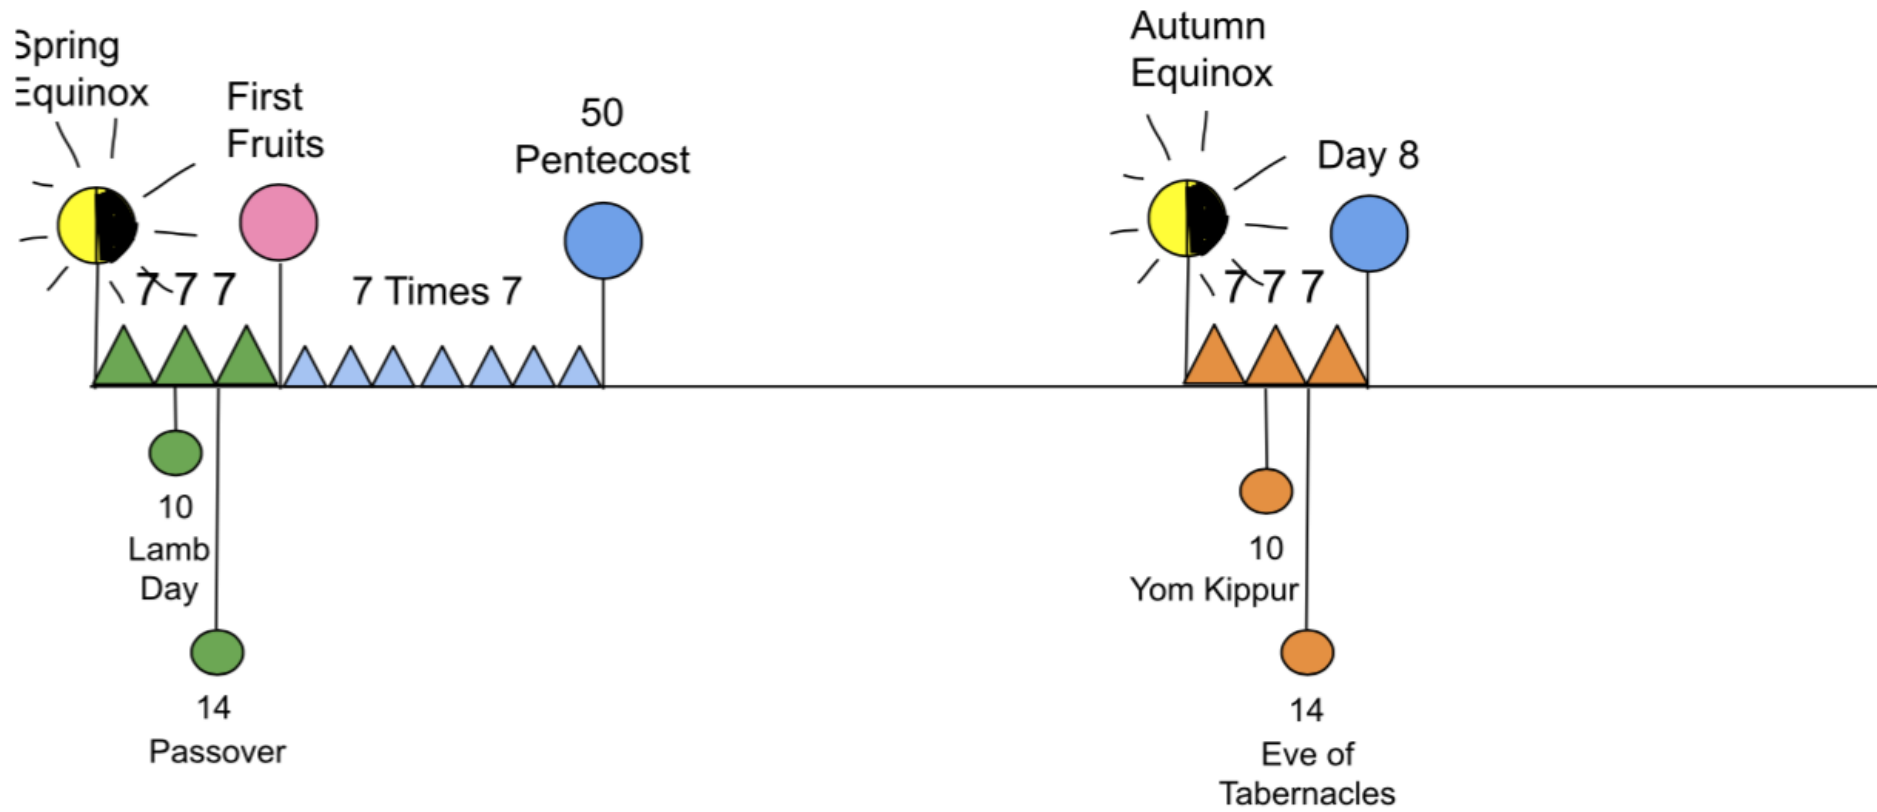 Spring
Equinox
First
Fruits
50
Pentecost
7 7 7
7 Times 7
10
Lamb
Day
14
Passover
Autumn
Equinox
Day 8
7 7 7
10
Yom Kippur
14
Eve of
Tabernacles